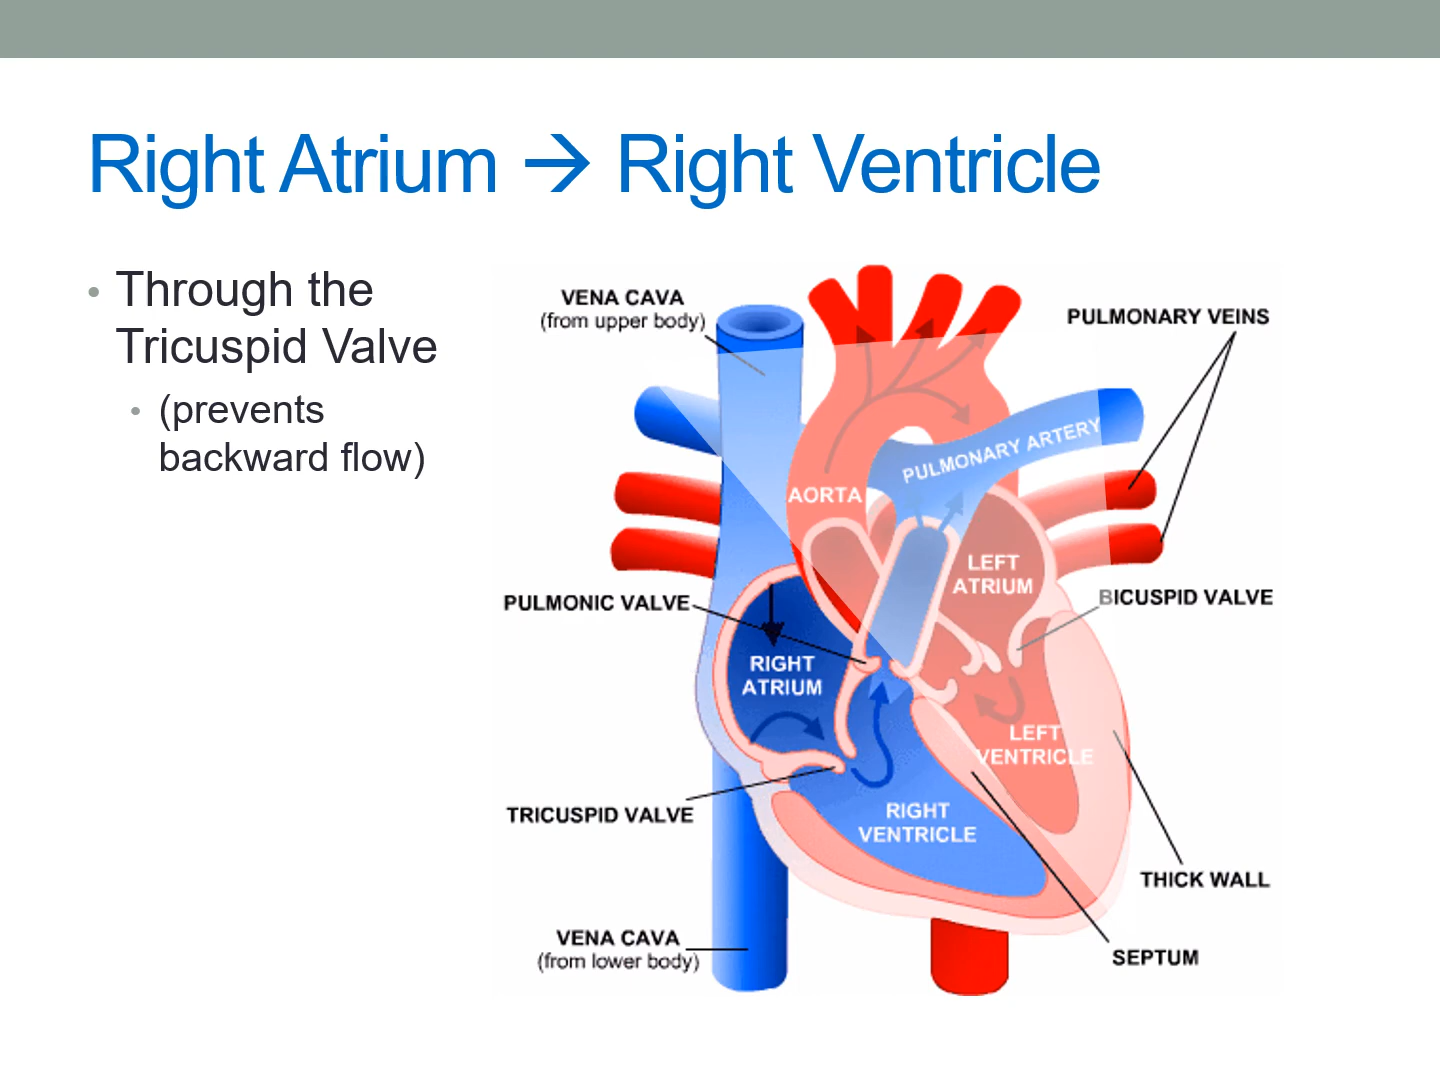 Right Atrium → Right Ventricle
• Through the
Tricuspid Valve
• (prevents
backward flow)
VENA CAVA
(from upper body)
PULMONARY VEINS
PULMONARY ARTERY
AORTA
LEFT
ATRIUM
PULMONIC VALVE
BICUSPID VALVE
RIGHT
ATRIUM
LEFT
VENTRICLE
TRICUSPID VALVE
RIGHT
VENTRICLE
THICK WALL
VENA CAVA
(from lower body)
SEPTUM